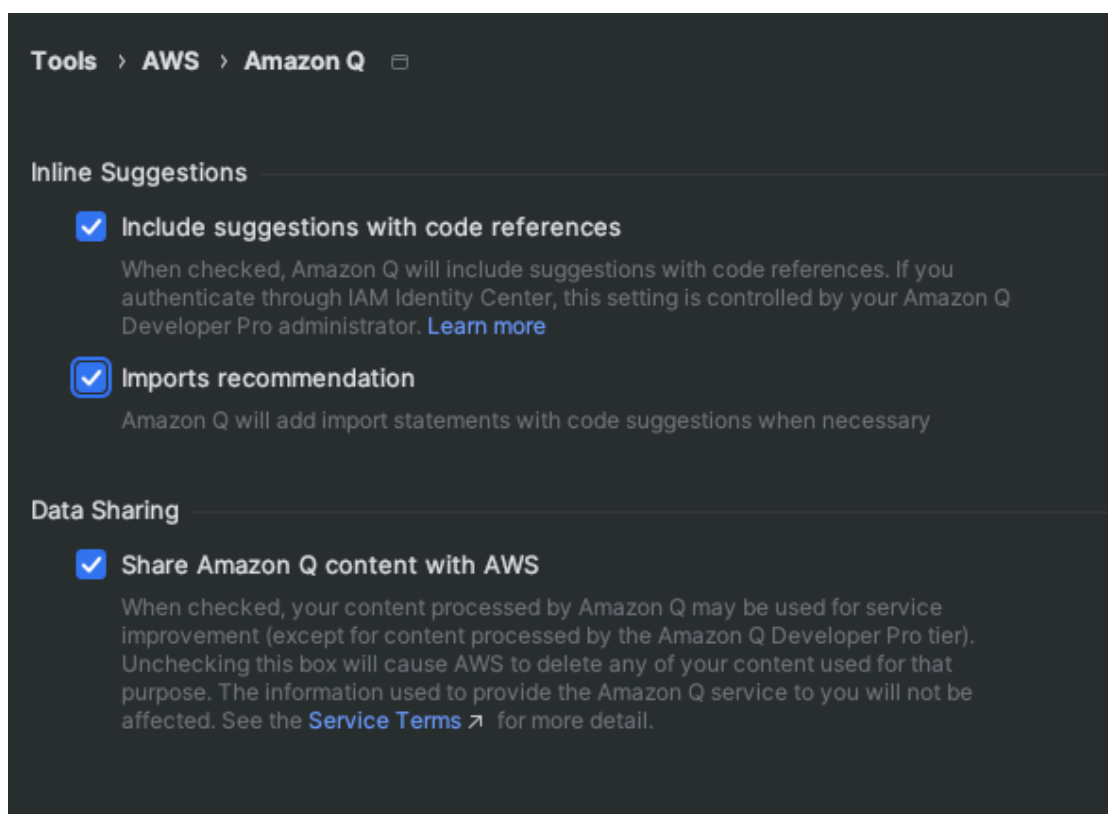 Tools › AWS › Amazon Q
Inline Suggestions
Include suggestions with code references
When checked, Amazon Q will include suggestions with code references. If you
authenticate through IAM Identity Center, this setting is controlled by your Amazon Q
Developer Pro administrator. Learn more
Imports recommendation
Amazon Q will add import statements with code suggestions when necessary
Data Sharing
Share Amazon Q content with AWS
When checked, your content processed by Amazon Q may be used for service
improvement (except for content processed by the Amazon Q Developer Pro tier).
Unchecking this box will cause AWS to delete any of your content used for that
purpose. The information used to provide the Amazon Q service to you will not be
affected. See the Service Terms ↗ for more detail.